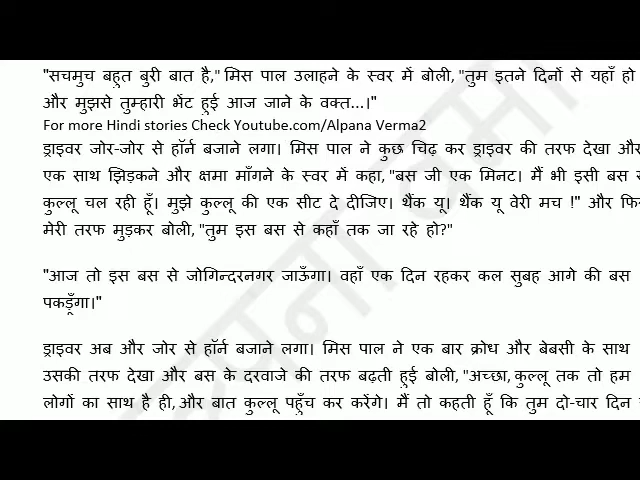 "सचमुच बहुत बुरी बात है," मिस पाल उलाहने के स्वर में बोली, "तुम इतने दिनों से यहाँ हो
और मुझसे तुम्हारी भेंट हुई आज जाने के वक्त...।"
For more Hindi stories Check Youtube.com/Alpana Verma2
ड्राइवर जोर-जोर से हॉर्न बजाने लगा। मिस पाल ने कुछ चिढ़ कर ड्राइवर की तरफ देखा और
एक साथ झिड़कने और क्षमा माँगने के स्वर में कहा, "बस जी एक मिनट। मैं भी इसी बस
कुल्लू चल रही हूँ। मुझे कुल्लू की एक सीट दे दीजिए। थैंक यू। थैंक यू वेरी मच !" और
मेरी तरफ मुड़कर बोली, "तुम इस बस से कहाँ तक जा रहे हो?"
"आज तो इस बस से जोगिन्दरनगर जाऊँगा। वहाँ एक दिन रहकर कल सुबह आगे की बस
पकड़ूँगा।"
ड्राइवर अब और जोर से हॉर्न बजाने लगा। मिस पाल ने एक बार क्रोध और बेबसी के साथ
उसकी तरफ देखा और बस के दरवाजे की तरफ बढ़ती हुई बोली, "अच्छा, कुल्लू तक तो हम
लोगों का साथ है ही, और बात कुल्लू पहुँच कर करेंगे। मैं तो कहती हूँ कि तुम दो-चार दिन